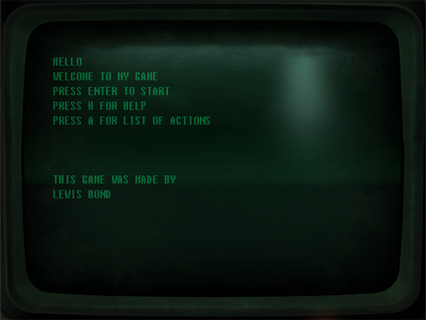 HELLO
WELCOME TO MY GAME
PRESS ENTER TO START
PRESS H FOR HELP
PRESS A FOR LIST OF ACTIONS
THIS GAME WAS MADE BY
LEWIS BOND